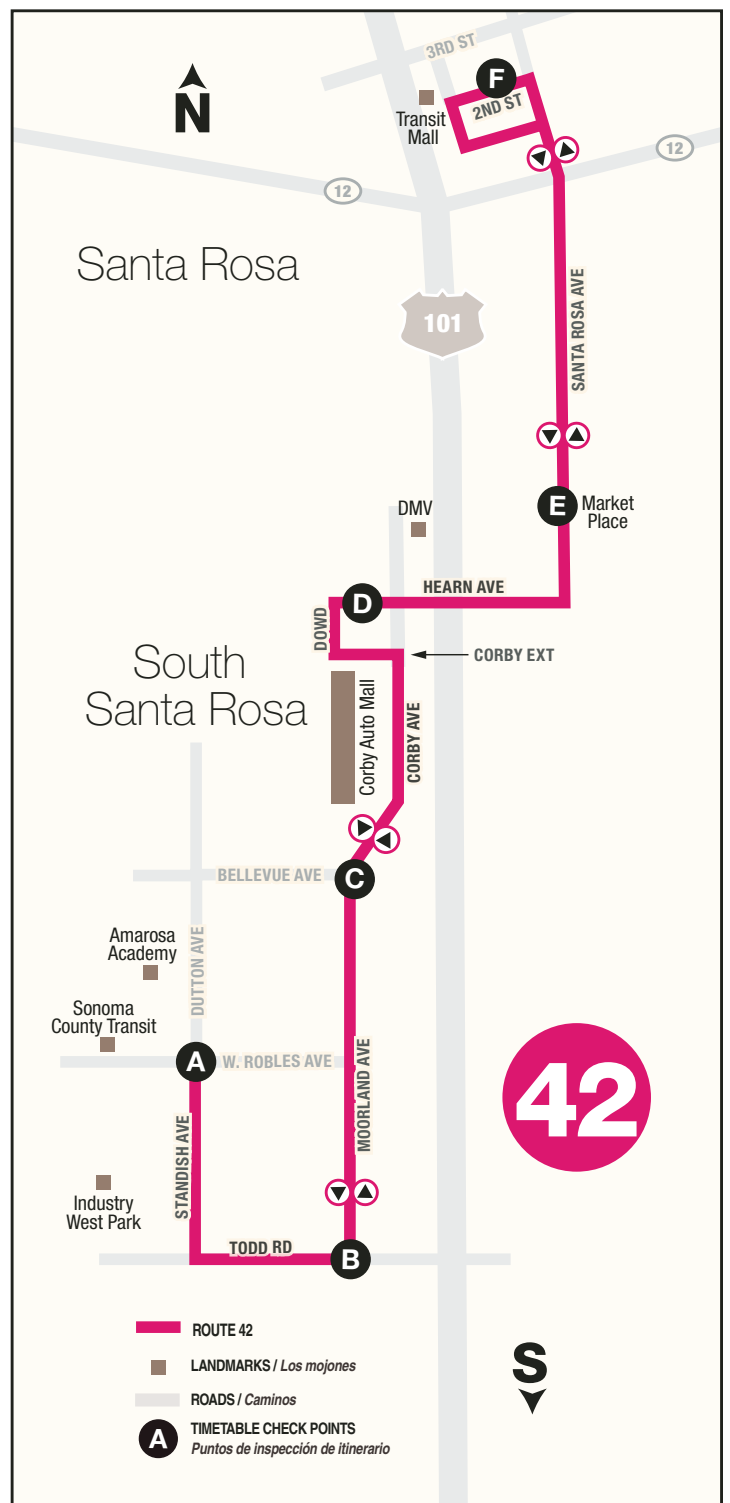 3RD ST
F
2ND ST
N
Transit
Mall
12
12
Santa Rosa
101
SANTA ROSA AVE
E
Market
Place
DMV
HEARN AVE
D
DOWD
CORBY EXT
South
Santa Rosa
Corby Auto Mall
CORBY AVE
BELLEVUE AVE
C
Amarosa
Academy
DUTTON AVE
Sonoma
County Transit
A
W. ROBLES AVE
MOORLAND AVE
42
STANDISH AVE
Industry
West Park
TODD RD
B
ROUTE 42
LANDMARKS / Los mojones
ROADS / Caminos
A
TIMETABLE CHECK POINTS
Puntos de inspección de itinerario
S